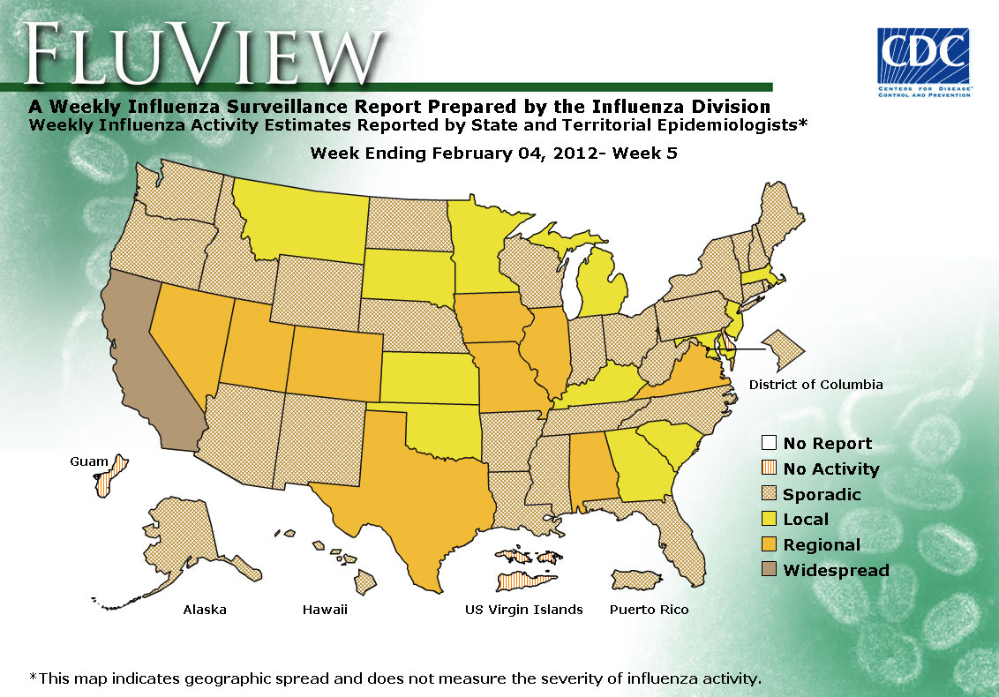 FLUVIEW
CDC
CENTERS FOR DISEASE™
CONTROL AND PREVENTION
A Weekly Influenza Surveillance Report Prepared by the Influenza Division
Weekly Influenza Activity Estimates Reported by State and Territorial Epidemiologists*
Week Ending February 04, 2012- Week 5
District of Columbia
Guam
No Report
No Activity
Sporadic
Local
Regional
Widespread
Alaska
Hawaii
US Virgin Islands
Puerto Rico
*This map indicates geographic spread and does not measure the severity of influenza activity.